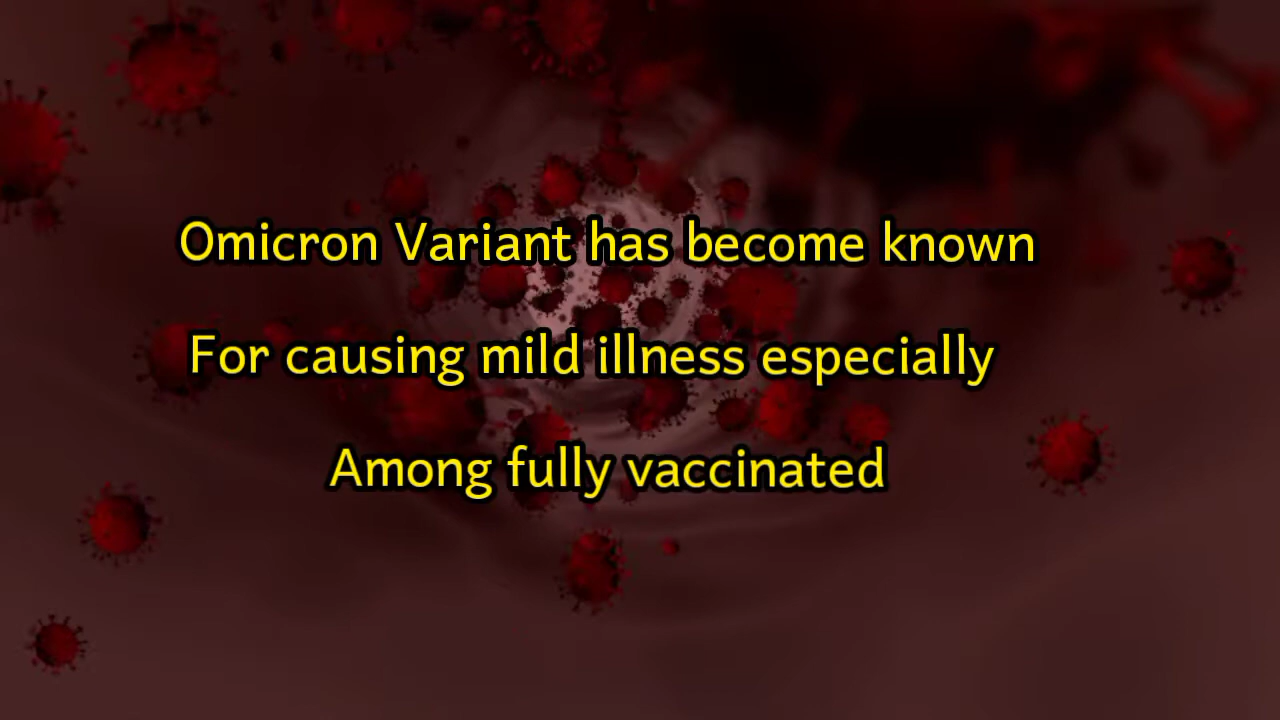 Omicron Variant has become known
For causing mild illness especially
Among fully vaccinated